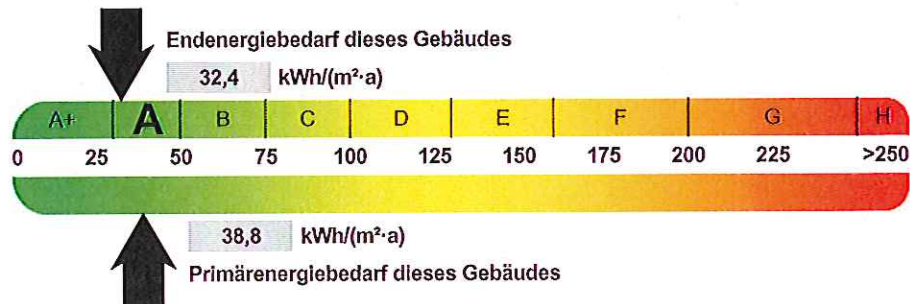 Endenergiebedarf dieses Gebäudes
32,4 kWh/(m²·a)
A+ A B C D E F G H
0 25 50 75 100 125 150 175 200 225 >250
38,8 kWh/(m²·a)
Primärenergiebedarf dieses Gebäudes